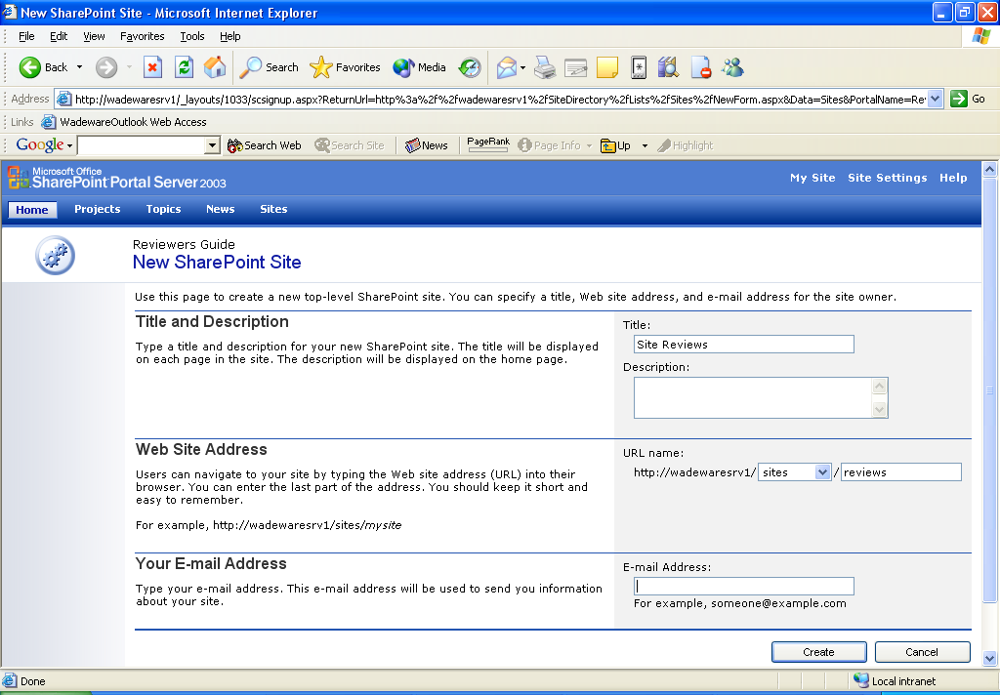 New SharePoint Site - Microsoft Internet Explorer
File Edit View Favorites Tools Help
Back Search Favorites Media
Address http://wadewaresrv1/_layouts/1033/scsignup.aspx?ReturnUrl=http%3a%2f%2fwadewaresrv1%2fSiteDirectory%2fLists%2fSites%2fNewForm.aspx&Data=Sites&PortalName=Re Go
Links WadewareOutlook Web Access
Google Search Web Search Site News PageRank Page Info Up Highlight
Microsoft Office
SharePoint Portal Server 2003
My Site Site Settings Help
Home Projects Topics News Sites
Reviewers Guide
New SharePoint Site
Use this page to create a new top-level SharePoint site. You can specify a title, Web site address, and e-mail address for the site owner.
Title and Description
Type a title and description for your new SharePoint site. The title will be displayed
on each page in the site. The description will be displayed on the home page.
Title:
Site Reviews
Description:
Web Site Address
Users can navigate to your site by typing the Web site address (URL) into their
browser. You can enter the last part of the address. You should keep it short and
easy to remember.
For example, http://wadewaresrv1/sites/mysite
URL name:
http://wadewaresrv1/ sites / reviews
Your E-mail Address
Type your e-mail address. This e-mail address will be used to send you information
about your site.
E-mail Address:
For example, someone@example.com
Create Cancel
Done Local intranet